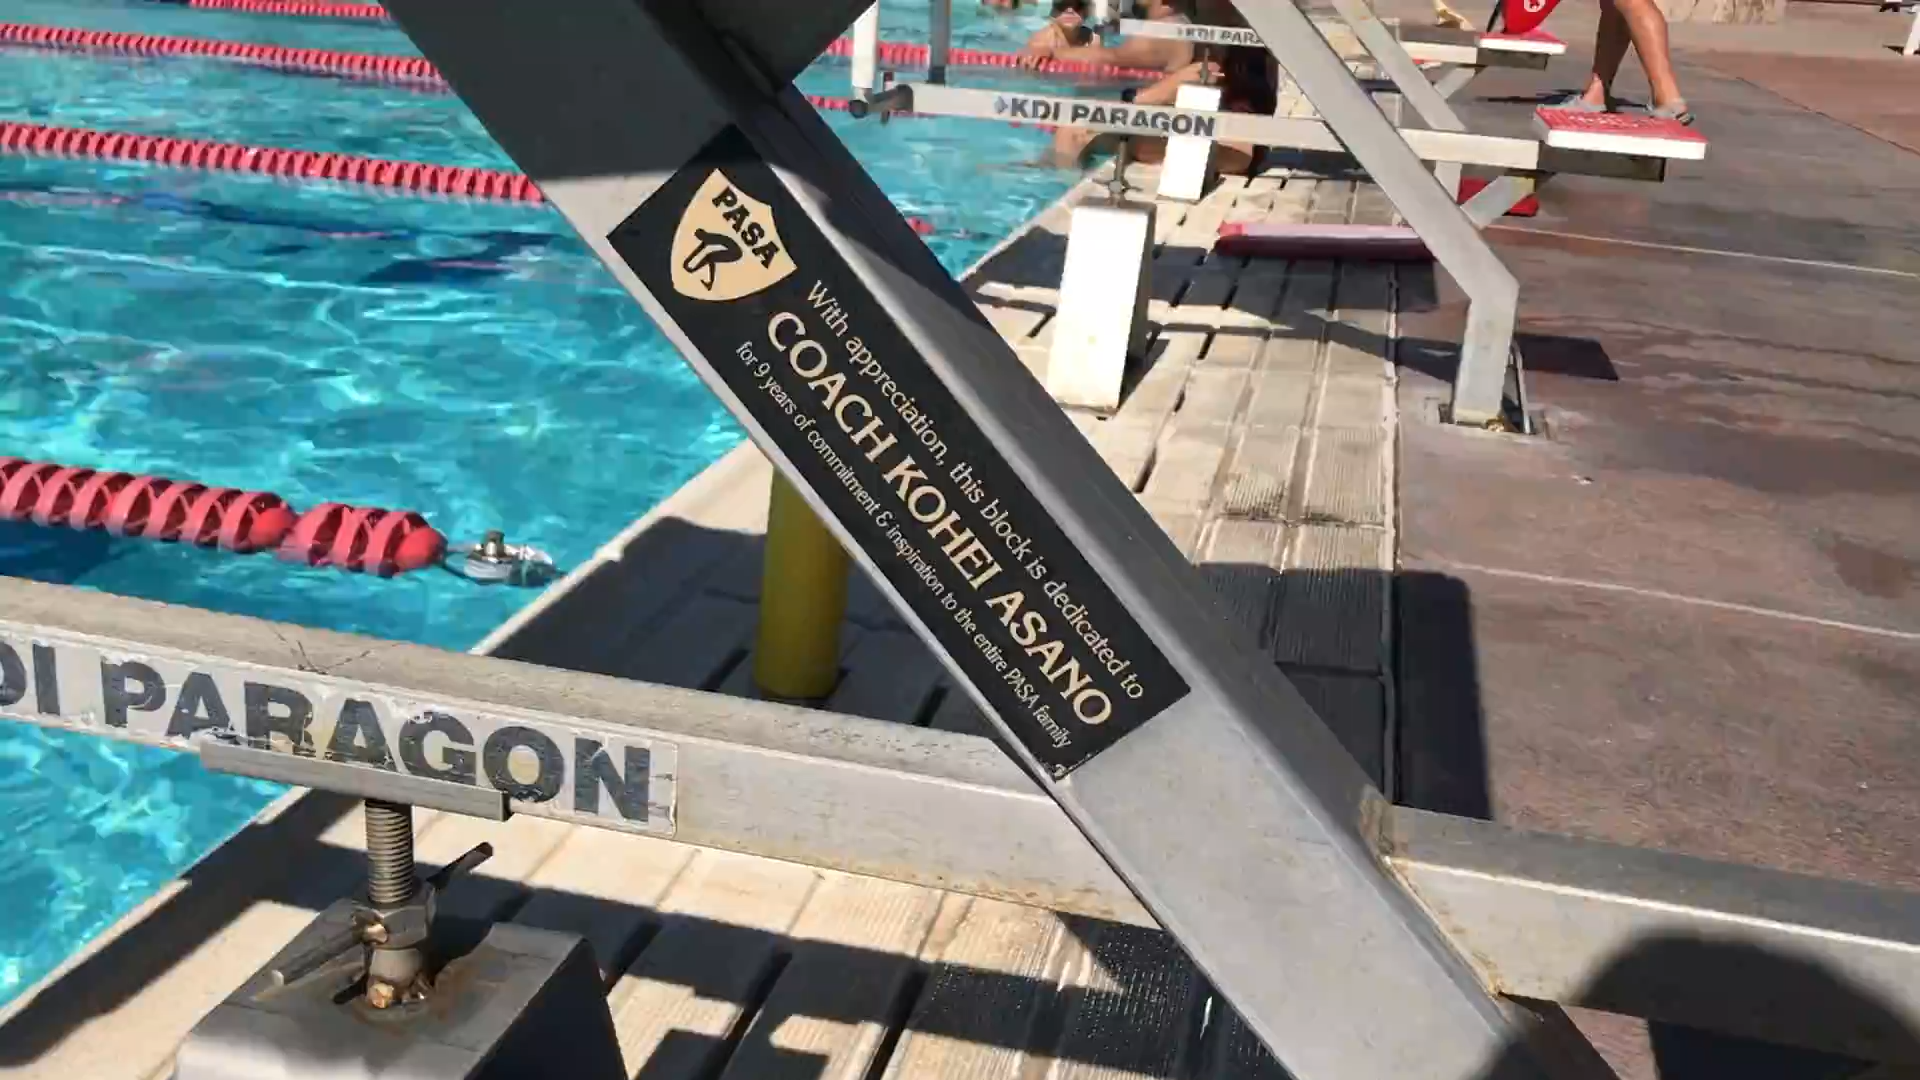 KDI PARA
KDI PARAGON
PASA
With appreciation, this block is dedicated to
COACH KOHEI ASANO
for 9 years of commitment & inspiration to the entire PASA family
DI PARAGON